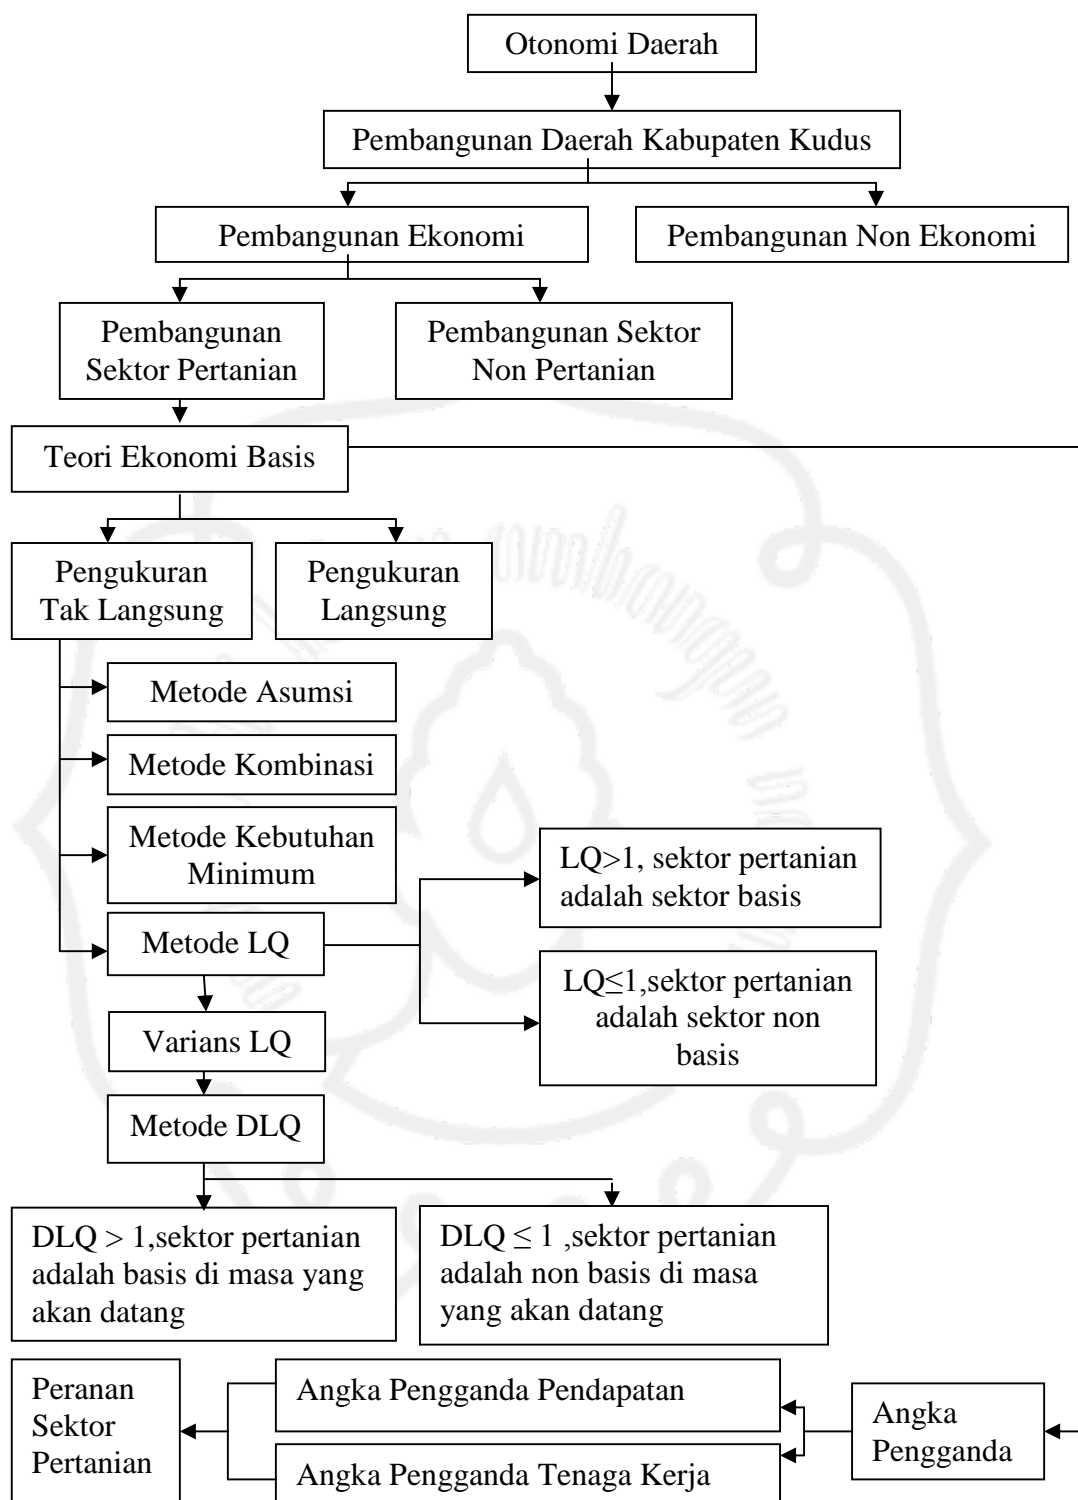 Otonomi Daerah
Pembangunan Daerah Kabupaten Kudus
Pembangunan Ekonomi
Pembangunan Non Ekonomi
Pembangunan
Sektor Pertanian
Pembangunan Sektor
Non Pertanian
Teori Ekonomi Basis
Pengukuran
Tak Langsung
Pengukuran
Langsung
Metode Asumsi
Metode Kombinasi
Metode Kebutuhan
Minimum
Metode LQ
LQ>1, sektor pertanian
adalah sektor basis
LQ≤1,sektor pertanian
adalah sektor non
basis
Varians LQ
Metode DLQ
DLQ > 1,sektor pertanian
adalah basis di masa yang
akan datang
DLQ ≤ 1 ,sektor pertanian
adalah non basis di masa
yang akan datang
Peranan
Sektor
Pertanian
Angka Pengganda Pendapatan
Angka Pengganda Tenaga Kerja
Angka
Pengganda